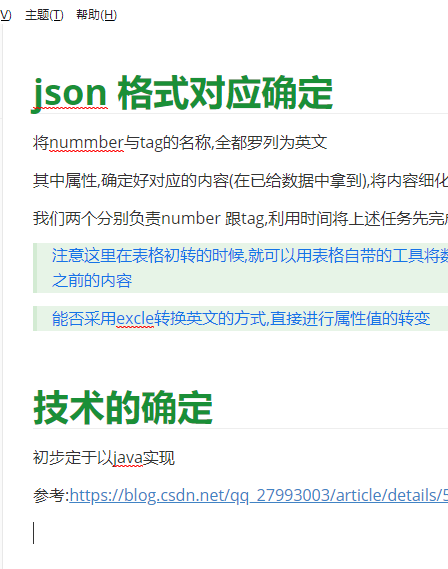 V) 主题(T) 帮助(H)
json 格式对应确定
将nummber与tag的名称,全都罗列为英文
其中属性,确定好对应的内容(在已给数据中拿到),将内容细化
我们两个分别负责number 跟tag,利用时间将上述任务先完
注意这里在表格初转的时候,就可以用表格自带的工具将数
之前的内容
能否采用excle转换英文的方式,直接进行属性值的转变
技术的确定
初步定于以java实现
参考:https://blog.csdn.net/qq_27993003/article/details/5